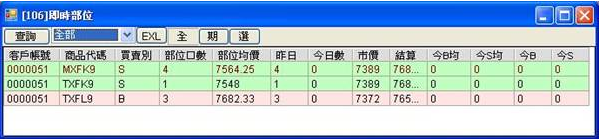 [106]即時部位
查詢 全部 EXL 全 期 選
客戶帳號 商品代碼 買賣別 部位口數 部位均價 昨日 今日數 市價 結算 今B均 今S均 今B 今S
0000051 MXFK9 S 4 7564.25 4 0 7389 768... 0 0 0 0
0000051 TXFK9 S 1 7548 1 0 7389 768... 0 0 0 0
0000051 TXFL9 B 3 7682.33 3 0 7372 765... 0 0 0 0